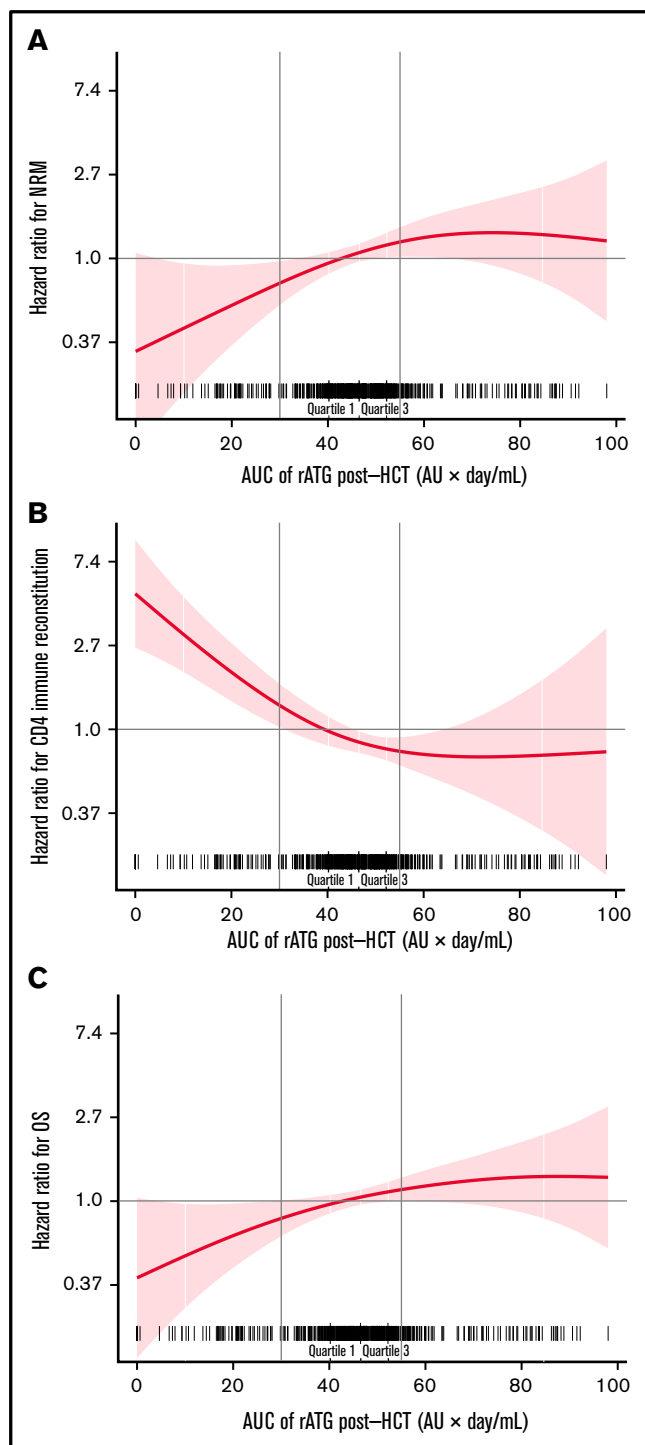 A
Hazard ratio for NRM
7.4
2.7
1.0
0.37
Quartile 1 Quartile 3
0 20 40 60 80 100
AUC of rATG post–HCT (AU × day/mL)
B
Hazard ratio for CD4 immune reconstitution
7.4
2.7
1.0
0.37
Quartile 1 Quartile 3
0 20 40 60 80 100
AUC of rATG post–HCT (AU × day/mL)
C
Hazard ratio for OS
7.4
2.7
1.0
0.37
Quartile 1 Quartile 3
0 20 40 60 80 100
AUC of rATG post–HCT (AU × day/mL)